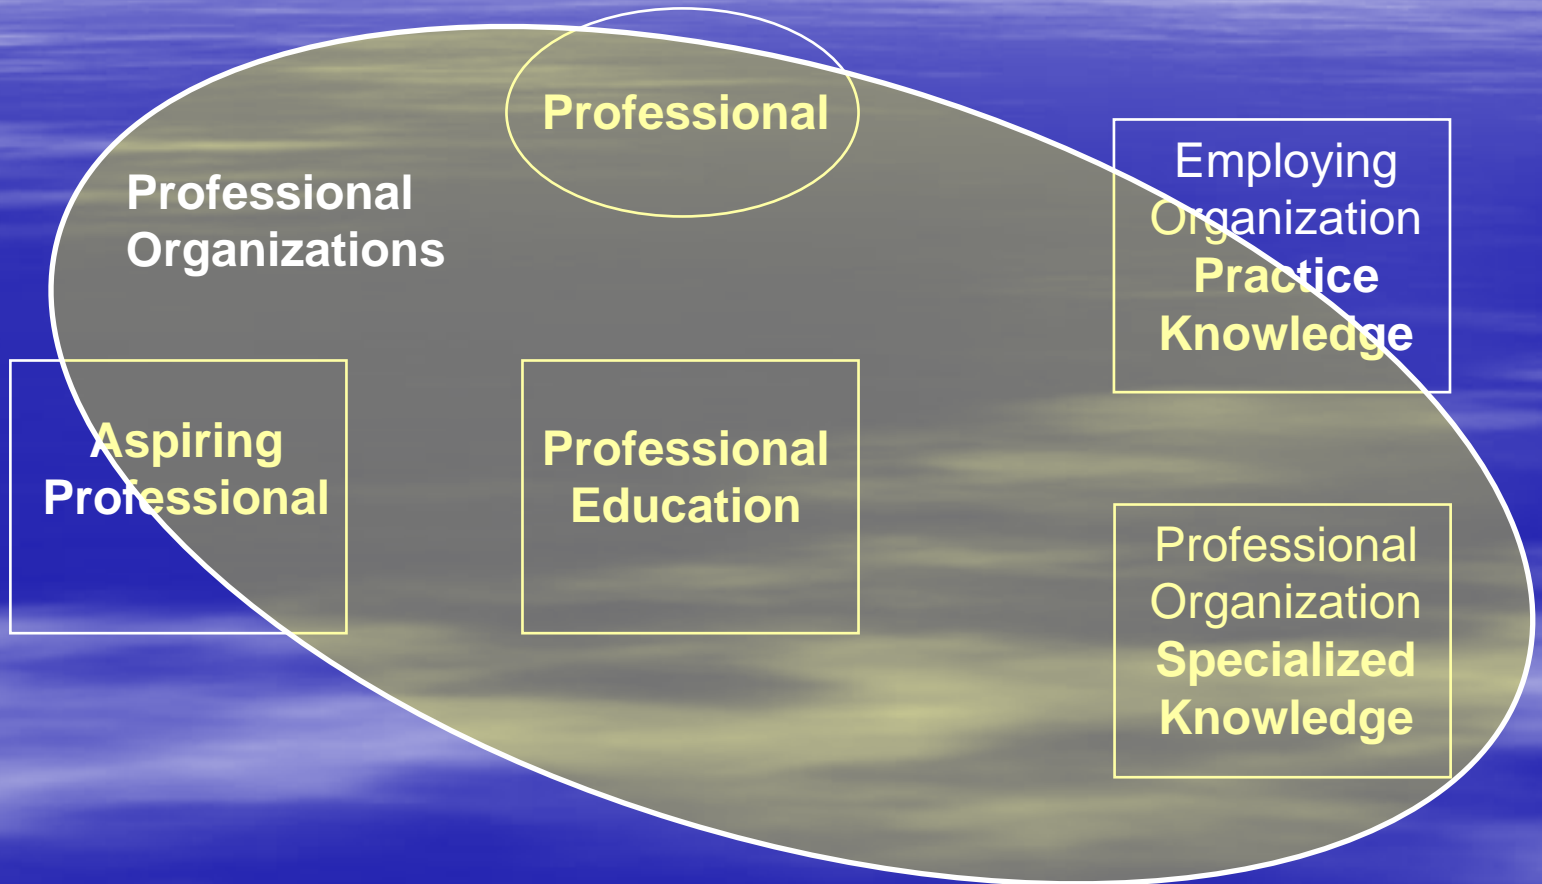 Professional
Professional
Organizations
Employing
Organization
Practice
Knowledge
Aspiring
Professional
Professional
Education
Professional
Organization
Specialized
Knowledge